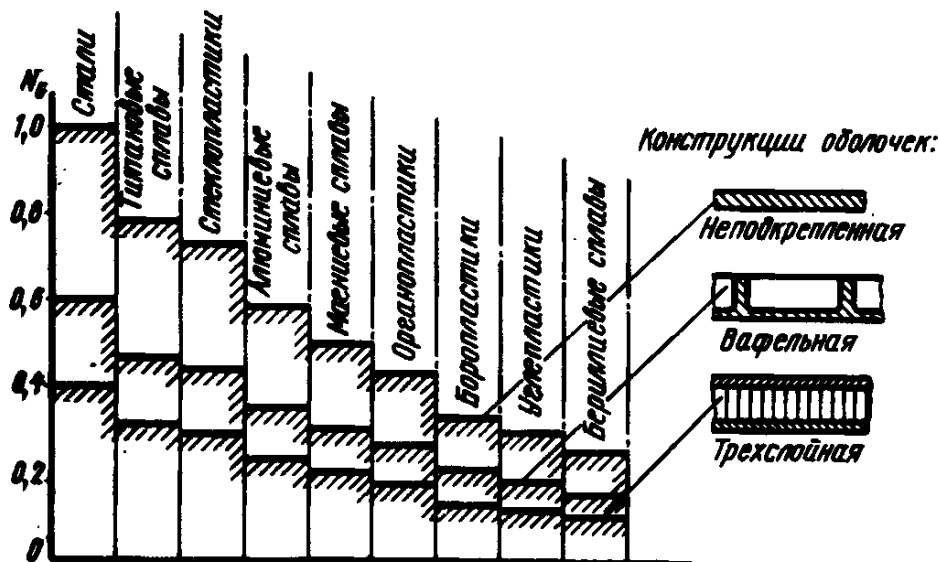 N_б
1,0
0,8
0,6
0,4
0,2
0
Стали
Титановые
сплавы
Стеклопластики
Алюминиевые
сплавы
Магниевые сплавы
Органопластики
Боропластики
Углепластики
Бериллиевые сплавы
Конструкции оболочек:
Неподкрепленная
Вафельная
Трехслойная